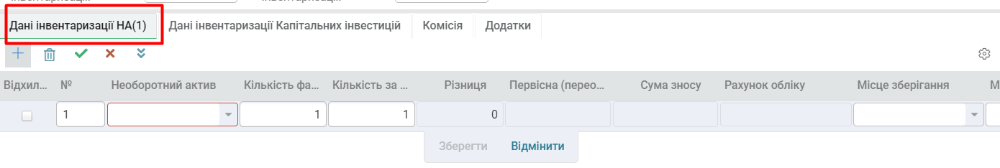 Дані інвентаризації НА(1) Дані інвентаризації Капітальних інвестицій Комісія Додатки
Відхил... № Необоротний актив Кількість фа... Кількість за ... Різниця Первісна (перео... Сума зносу Рахунок обліку Місце зберігання М
1 1 1 0
Зберегти Відмінити